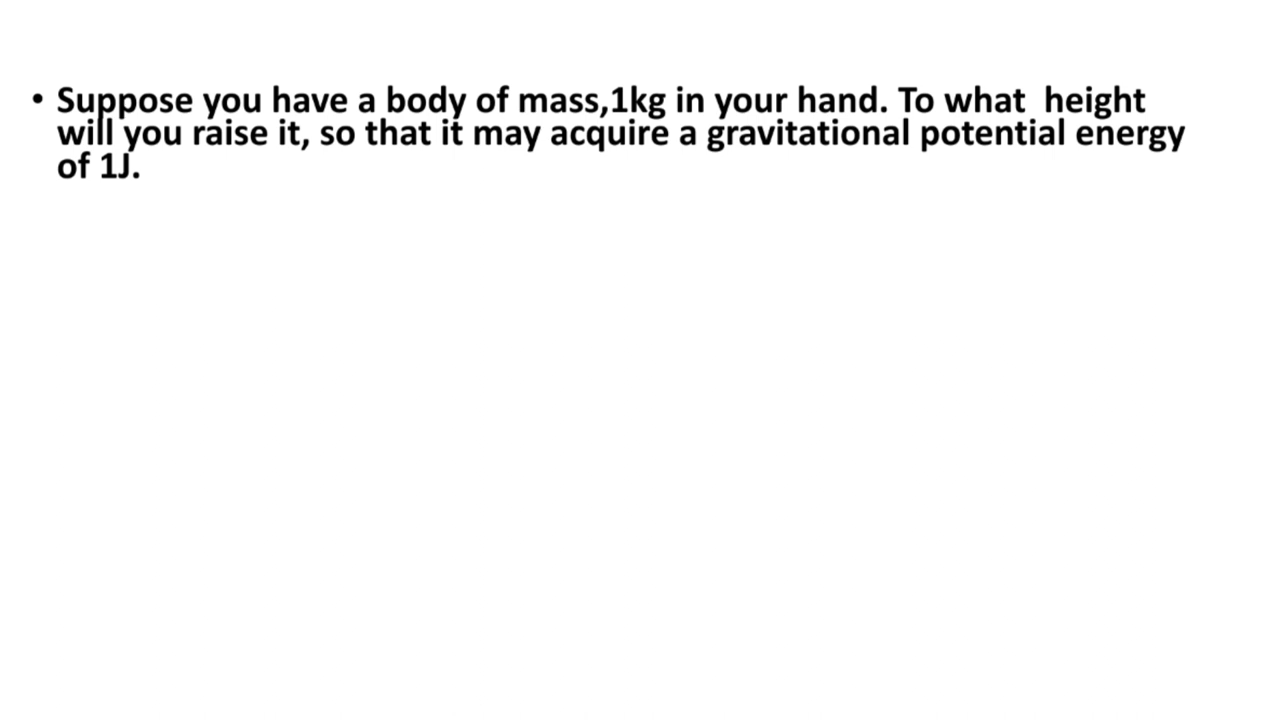 • Suppose you have a body of mass,1kg in your hand. To what  height
will you raise it, so that it may acquire a gravitational potential energy
of 1J.